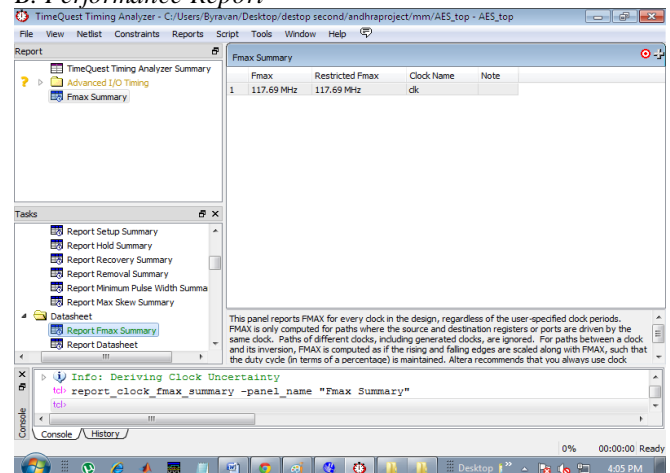 B. Performance Report
TimeQuest Timing Analyzer - C:/Users/Byravan/Desktop/destop second/andhraproject/mm/AES_top - AES_top
File View Netlist Constraints Reports Script Tools Window Help
Report
TimeQuest Timing Analyzer Summary
Advanced I/O Timing
Fmax Summary
Fmax Summary
Fmax Restricted Fmax Clock Name Note
1 117.69 MHz 117.69 MHz clk
Tasks
Report Setup Summary
Report Hold Summary
Report Recovery Summary
Report Removal Summary
Report Minimum Pulse Width Summa
Report Max Skew Summary
Datasheet
Report Fmax Summary
Report Datasheet
This panel reports FMAX for every clock in the design, regardless of the user-specified clock periods.
FMAX is only computed for paths where the source and destination registers or ports are driven by the
same clock. Paths of different clocks, including generated clocks, are ignored. For paths between a clock
and its inversion, FMAX is computed as if the rising and falling edges are scaled along with FMAX, such that
the duty cycle (in terms of a percentage) is maintained. Altera recommends that you always use clock
Info: Deriving Clock Uncertainty
tcl> report_clock_fmax_summary -panel_name "Fmax Summary"
tcl>
Console
Console History
0% 00:00:00 Ready
Desktop 4:05 PM